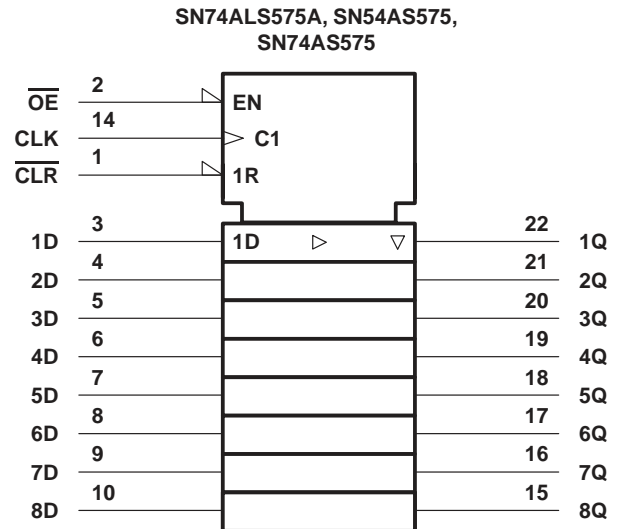 SN74ALS575A, SN54AS575,
SN74AS575
2
OE
EN
14
CLK
C1
1
CLR
1R
3
1D
1D
22
1Q
4
2D
21
2Q
5
3D
20
3Q
6
4D
19
4Q
7
5D
18
5Q
8
6D
17
6Q
9
7D
16
7Q
10
8D
15
8Q